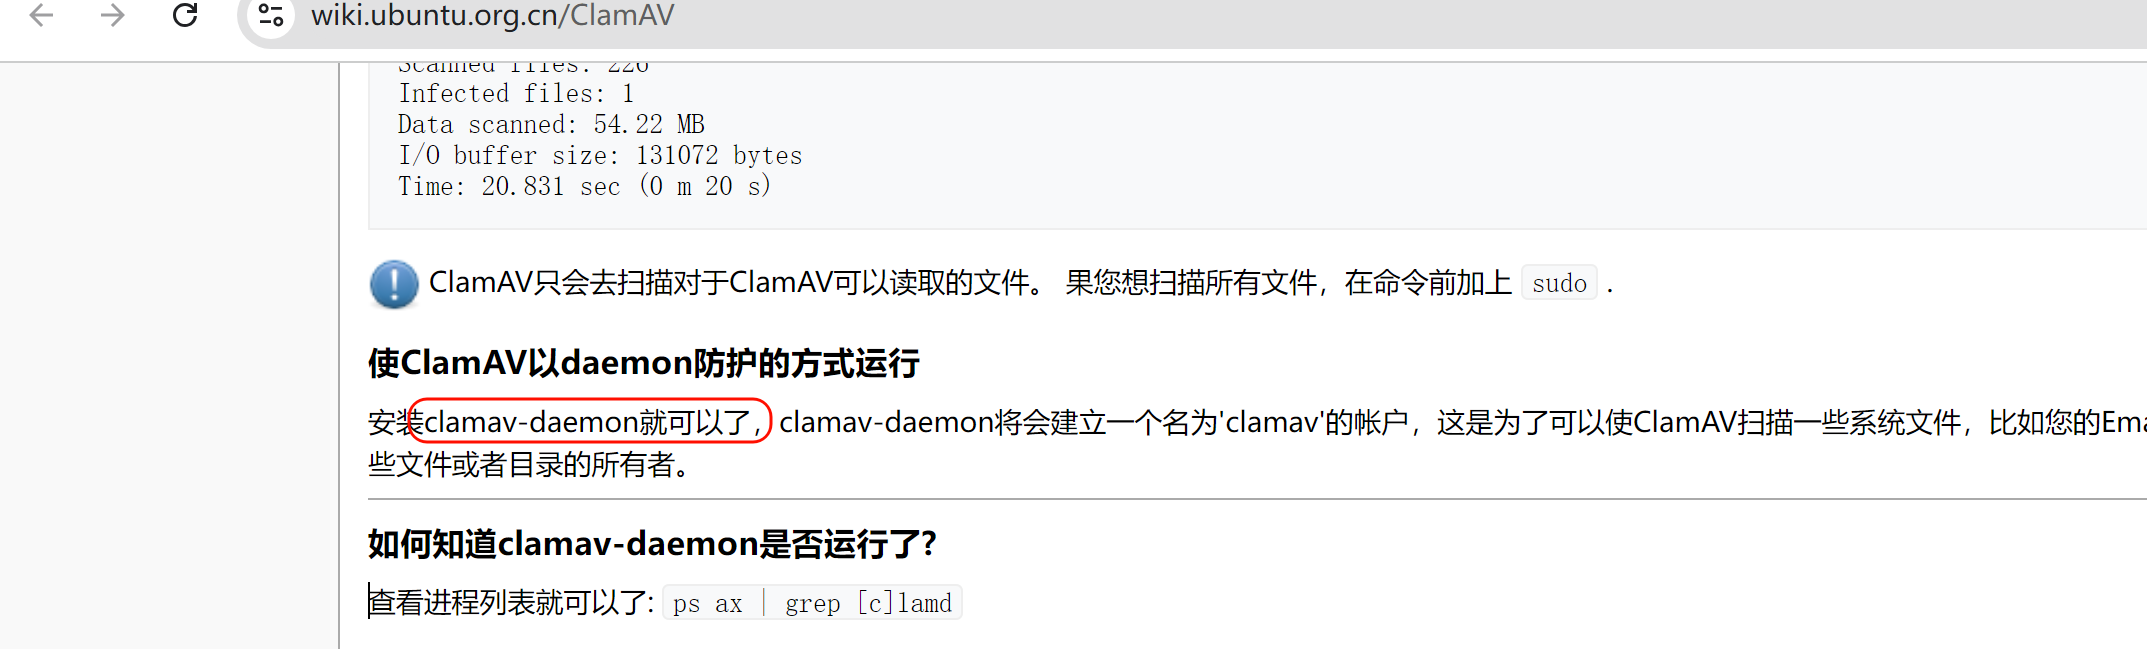 wiki.ubuntu.org.cn/ClamAV
Scanned files: 226
Infected files: 1
Data scanned: 54.22 MB
I/O buffer size: 131072 bytes
Time: 20.831 sec (0 m 20 s)
ClamAV只会去扫描对于ClamAV可以读取的文件。 果您想扫描所有文件，在命令前加上 sudo .
使ClamAV以daemon防护的方式运行
安装clamav-daemon就可以了，clamav-daemon将会建立一个名为'clamav'的帐户，这是为了可以使ClamAV扫描一些系统文件，比如您的Ema
些文件或者目录的所有者。
如何知道clamav-daemon是否运行了?
查看进程列表就可以了: ps ax | grep [c]lamd